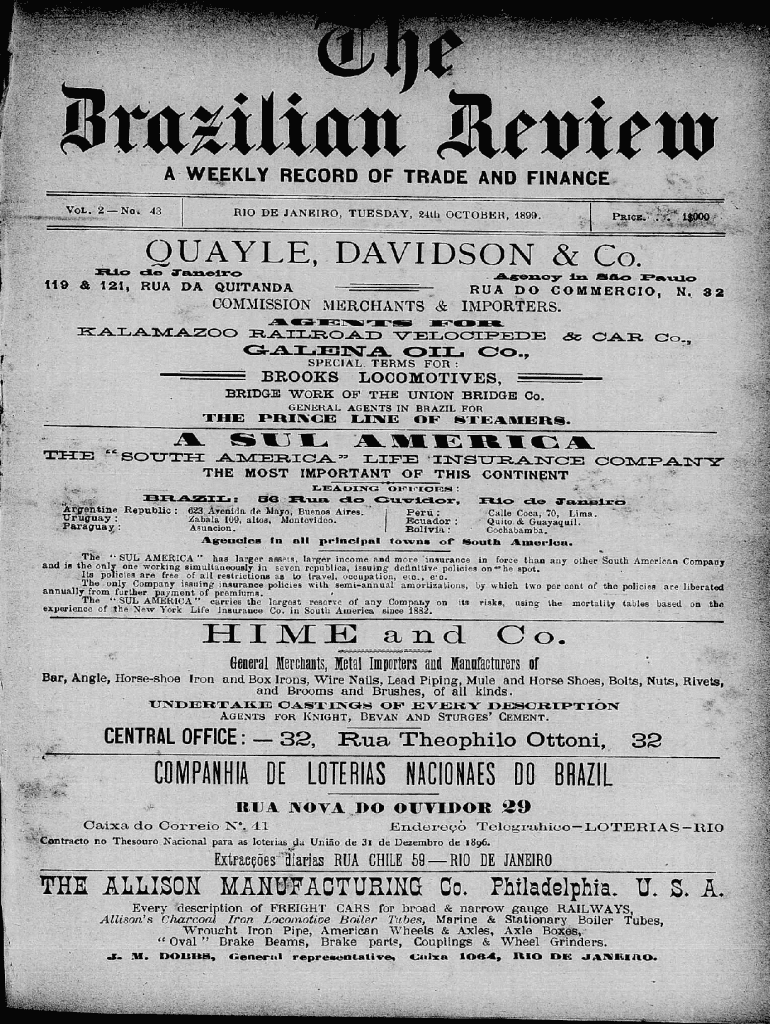 The
Brazilian Review
A WEEKLY RECORD OF TRADE AND FINANCE
VOL. 2 — No. 43
RIO DE JANEIRO, TUESDAY, 24th OCTOBER, 1899.
PRICE. . . . 1$000
QUAYLE, DAVIDSON & Co.
Rio de Janeiro
Agency in São Paulo
119 & 121, RUA DA QUITANDA
RUA DO COMMERCIO, N. 32
COMMISSION MERCHANTS & IMPORTERS.
AGENTS FOR
KALAMAZOO RAILROAD VELOCIPEDE & CAR Co.,
GALENA OIL Co.,
SPECIAL TERMS FOR :
BROOKS LOCOMOTIVES,
BRIDGE WORK OF THE UNION BRIDGE Co.
GENERAL AGENTS IN BRAZIL FOR
THE PRINCE LINE OF STEAMERS.
A SUL AMERICA
THE "SOUTH AMERICA" LIFE INSURANCE COMPANY
THE MOST IMPORTANT OF THIS CONTINENT
LEADING OFFICES :
BRAZIL: 56 Rua do Ouvidor, Rio de Janeiro
Argentine Republic : 623 Avenida de Mayo, Buenos Aires.
Uruguay : Zabala 109, altos, Montevideo.
Paraguay : Asuncion.
Perú : Calle Coca, 70, Lima.
Ecuador : Quito & Guayaquil.
Bolivia : Cochabamba.
Agencies in all principal towns of South America.
The "SUL AMERICA" has larger assets, larger income and more insurance in force than any other South American Company
and is the only one working simultaneously in seven republics, issuing definitive policies on the spot.
Its policies are free of all restrictions as to travel, occupation, etc., etc.
The only Company issuing insurance policies with semi-annual amortizations, by which two per cent of the policies are liberated
annually from further payment of premiums.
The "SUL AMERICA" carries the largest reserve of any Company on its risks, using the mortality tables based on the
experience of the New York Life Insurance Co. in South America since 1882.
HIME and Co.
General Merchants, Metal Importers and Manufacturers of
Bar, Angle, Horse-shoe Iron and Box Irons, Wire Nails, Lead Piping, Mule and Horse Shoes, Bolts, Nuts, Rivets,
and Brooms and Brushes, of all kinds.
UNDERTAKE CASTINGS OF EVERY DESCRIPTION
AGENTS FOR KNIGHT, BEVAN AND STURGES' CEMENT.
CENTRAL OFFICE: — 32, Rua Theophilo Ottoni, 32
COMPANHIA DE LOTERIAS NACIONAES DO BRAZIL
RUA NOVA DO OUVIDOR 29
Caixa do Correio Nº. 41
Endereço Telegraphico—LOTERIAS—RIO
Contracto no Thesouro Nacional para as loterias da União de 31 de Dezembro de 1896.
Extracções diarias RUA CHILE 59 — RIO DE JANEIRO
THE ALLISON MANUFACTURING Co. Philadelphia. U. S. A.
Every description of FREIGHT CARS for broad & narrow gauge RAILWAYS,
Allison's Charcoal Iron Locomotive Boiler Tubes, Marine & Stationary Boiler Tubes,
Wrought Iron Pipe, American Wheels & Axles, Axle Boxes,
"Oval" Brake Beams, Brake parts, Couplings & Wheel Grinders.
J. M. DOBBS, General representative, Caixa 1064, RIO DE JANEIRO.